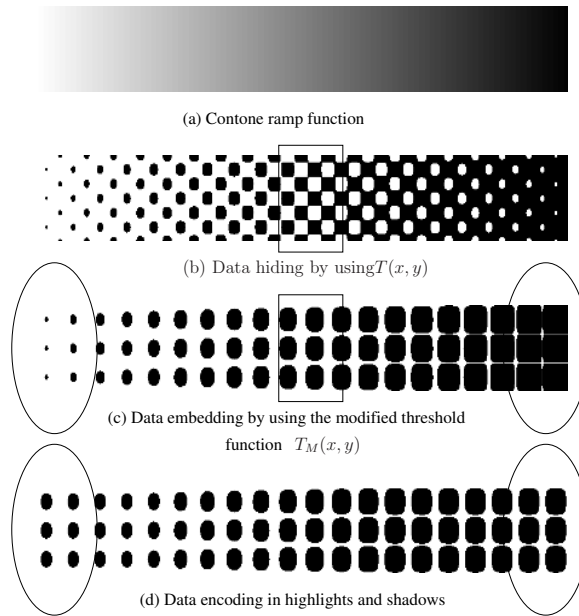 (a) Contone ramp function
(b) Data hiding by usingT(x, y)
(c) Data embedding by using the modified threshold
function T_M(x, y)
(d) Data encoding in highlights and shadows